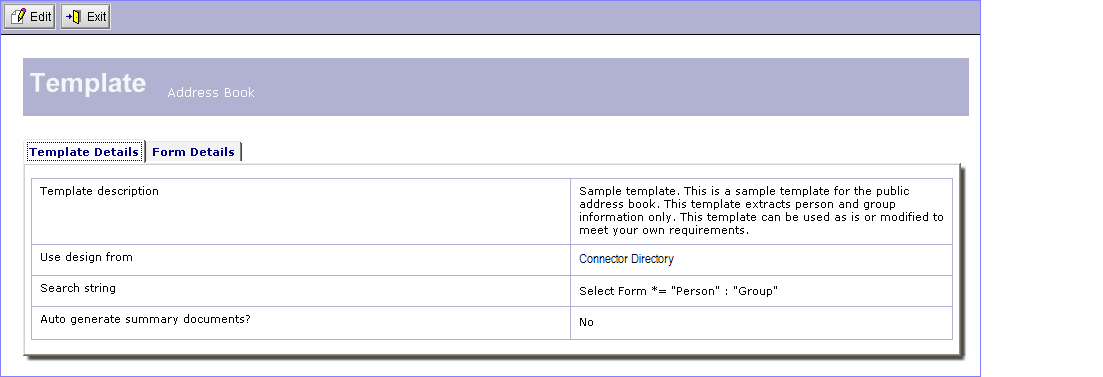 Edit Exit
Template Address Book
Template Details Form Details
Template description
Sample template. This is a sample template for the public
address book. This template extracts person and group
information only. This template can be used as is or modified to
meet your own requirements.
Use design from Connector Directory
Search string Select Form *= "Person" : "Group"
Auto generate summary documents? No